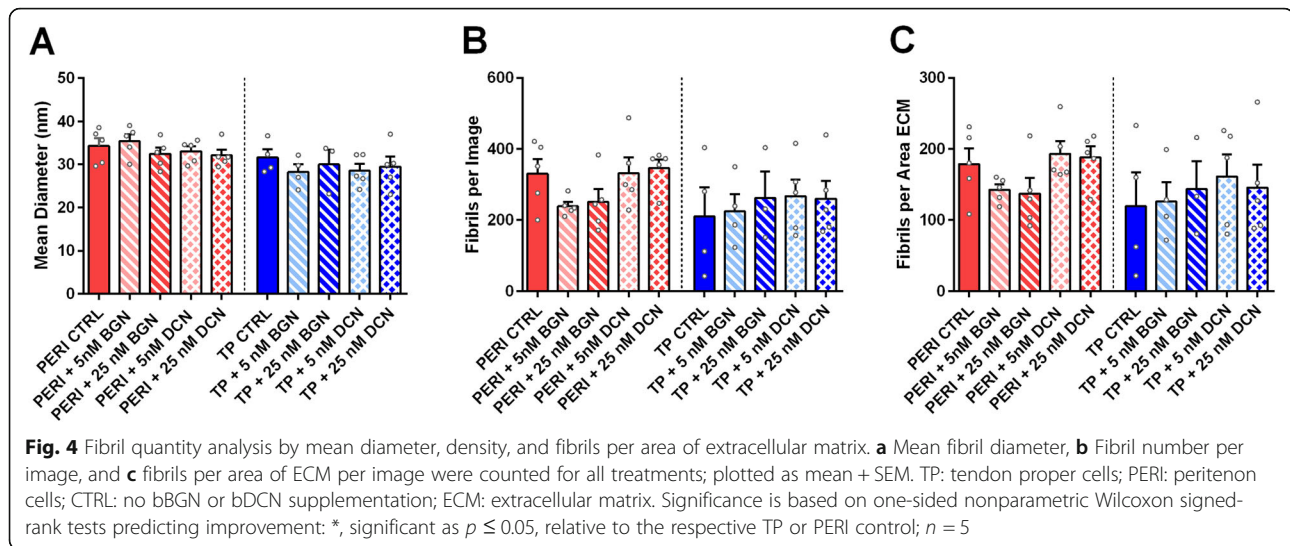 A
B
C
Mean Diameter (nm)
50
40
30
20
10
0
PERI CTRL
PERI + 5nM BGN
PERI + 25 nM BGN
PERI + 5nM DCN
PERI + 25 nM DCN
TP CTRL
TP + 5 nM BGN
TP + 25 nM BGN
TP + 5 nM DCN
TP + 25 nM DCN
Fibrils per Image
600
400
200
0
PERI CTRL
PERI + 5nM BGN
PERI + 25 nM BGN
PERI + 5nM DCN
PERI + 25 nM DCN
TP CTRL
TP + 5 nM BGN
TP + 25 nM BGN
TP + 5 nM DCN
TP + 25 nM DCN
Fibrils per Area ECM
300
200
100
0
PERI CTRL
PERI + 5nM BGN
PERI + 25 nM BGN
PERI + 5nM DCN
PERI + 25 nM DCN
TP CTRL
TP + 5 nM BGN
TP + 25 nM BGN
TP + 5 nM DCN
TP + 25 nM DCN
Fig. 4 Fibril quantity analysis by mean diameter, density, and fibrils per area of extracellular matrix. a Mean fibril diameter, b Fibril number per
image, and c fibrils per area of ECM per image were counted for all treatments; plotted as mean + SEM. TP: tendon proper cells; PERI: peritenon
cells; CTRL: no bBGN or bDCN supplementation; ECM: extracellular matrix. Significance is based on one-sided nonparametric Wilcoxon signed-
rank tests predicting improvement: *, significant as p ≤ 0.05, relative to the respective TP or PERI control; n = 5